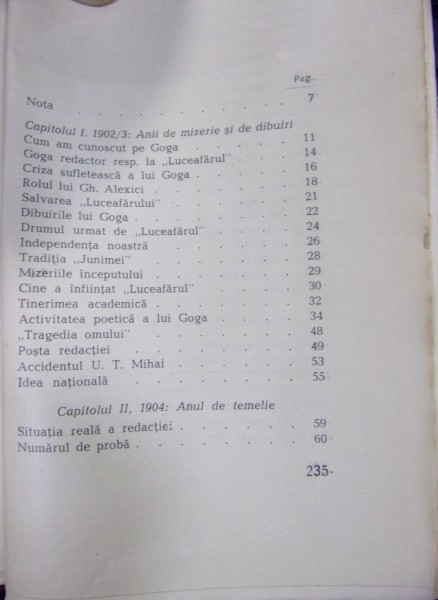 Pag.
Nota . . . . . . . . . . 7
Capitolul I. 1902/3: Anii de mizerie și de dibuiri
Cum am cunoscut pe Goga . . . . . 11
Goga redactor resp. la „Luceafărul" . . . . 14
Criza sufletească a lui Goga . . . . . 16
Rolul lui Gh. Alexici . . . . . . 18
Salvarea „Luceafărului" . . . . . . 21
Dibuirile lui Goga . . . . . . . 22
Drumul urmat de „Luceafărul" . . . . . 24
Independența noastră . . . . . . 26
Tradiția „Junimei" . . . . . . . 28
Mizeriile începutului . . . . . . 29
Cine a înființat „Luceafărul" . . . . . 30
Tinerimea academică . . . . . . . 32
Activitatea poetică a lui Goga . . . . . 34
„Tragedia omului" . . . . . . . 48
Poșta redacției . . . . . . . 49
Accidentul U. T. Mihai . . . . . . 53
Idea națională . . . . . . . . 55
Capitolul II, 1904: Anul de temelie
Situația reală a redacției . . . . . . 59
Numărul de probă . . . . . . . 60
235.